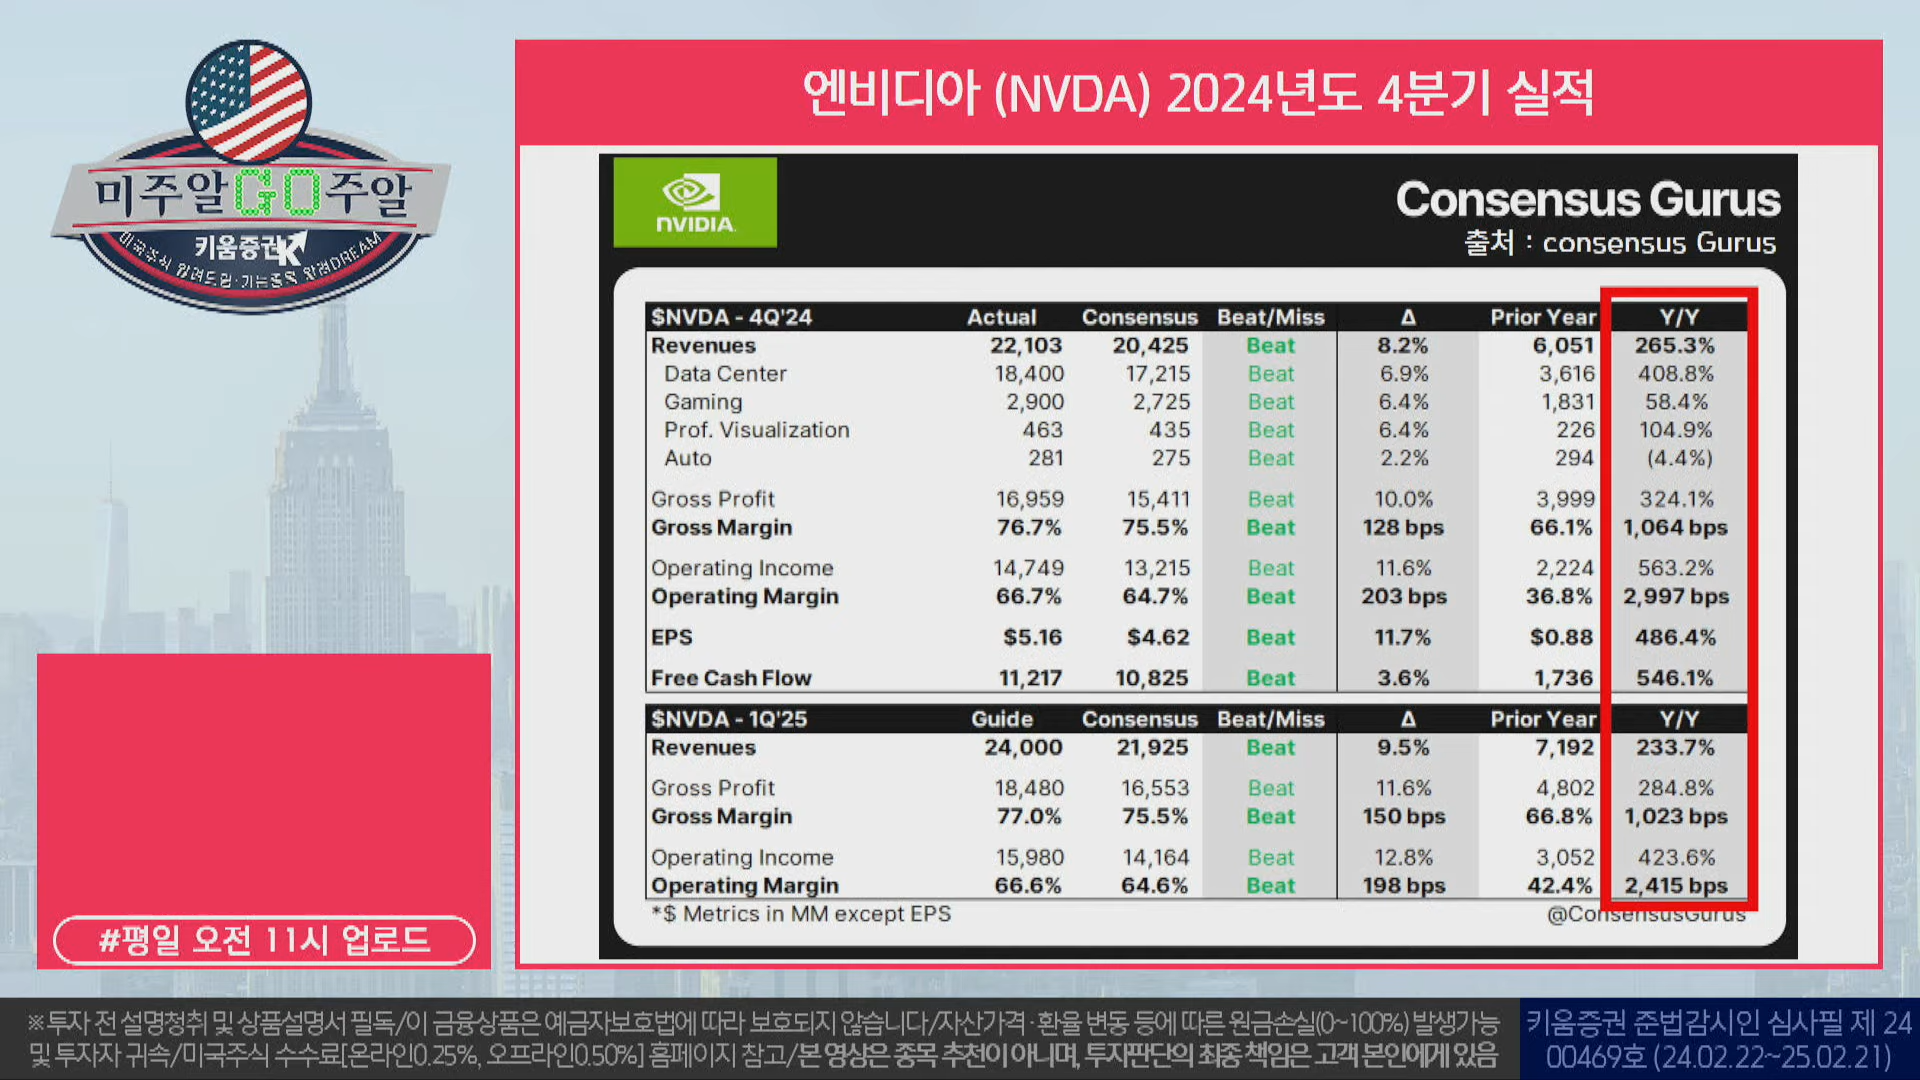 미주알GO주알
키움증권
미국주식 알려드림·기는종목 왕경DREAM
#평일 오전 11시 업로드
엔비디아 (NVDA) 2024년도 4분기 실적
NVIDIA
Consensus Gurus
출처 : consensus Gurus
$NVDA - 4Q'24 Actual Consensus Beat/Miss Δ Prior Year Y/Y
Revenues 22,103 20,425 Beat 8.2% 6,051 265.3%
Data Center 18,400 17,215 Beat 6.9% 3,616 408.8%
Gaming 2,900 2,725 Beat 6.4% 1,831 58.4%
Prof. Visualization 463 435 Beat 6.4% 226 104.9%
Auto 281 275 Beat 2.2% 294 (4.4%)
Gross Profit 16,959 15,411 Beat 10.0% 3,999 324.1%
Gross Margin 76.7% 75.5% Beat 128 bps 66.1% 1,064 bps
Operating Income 14,749 13,215 Beat 11.6% 2,224 563.2%
Operating Margin 66.7% 64.7% Beat 203 bps 36.8% 2,997 bps
EPS $5.16 $4.62 Beat 11.7% $0.88 486.4%
Free Cash Flow 11,217 10,825 Beat 3.6% 1,736 546.1%
$NVDA - 1Q'25 Guide Consensus Beat/Miss Δ Prior Year Y/Y
Revenues 24,000 21,925 Beat 9.5% 7,192 233.7%
Gross Profit 18,480 16,553 Beat 11.6% 4,802 284.8%
Gross Margin 77.0% 75.5% Beat 150 bps 66.8% 1,023 bps
Operating Income 15,980 14,164 Beat 12.8% 3,052 423.6%
Operating Margin 66.6% 64.6% Beat 198 bps 42.4% 2,415 bps
*$ Metrics in MM except EPS @ConsensusGurus
※투자 전 설명청취 및 상품설명서 필독/이 금융상품은 예금자보호법에 따라 보호되지 않습니다/자산가격·환율 변동 등에 따른 원금손실(0~100%) 발생가능
및 투자자 귀속/미국주식 수수료[온라인0.25%, 오프라인0.50%] 홈페이지 참고/본 영상은 종목 추천이 아니며, 투자판단의 최종 책임은 고객 본인에게 있음
키움증권 준법감시인 심사필 제 24
00469호 (24.02.22~25.02.21)